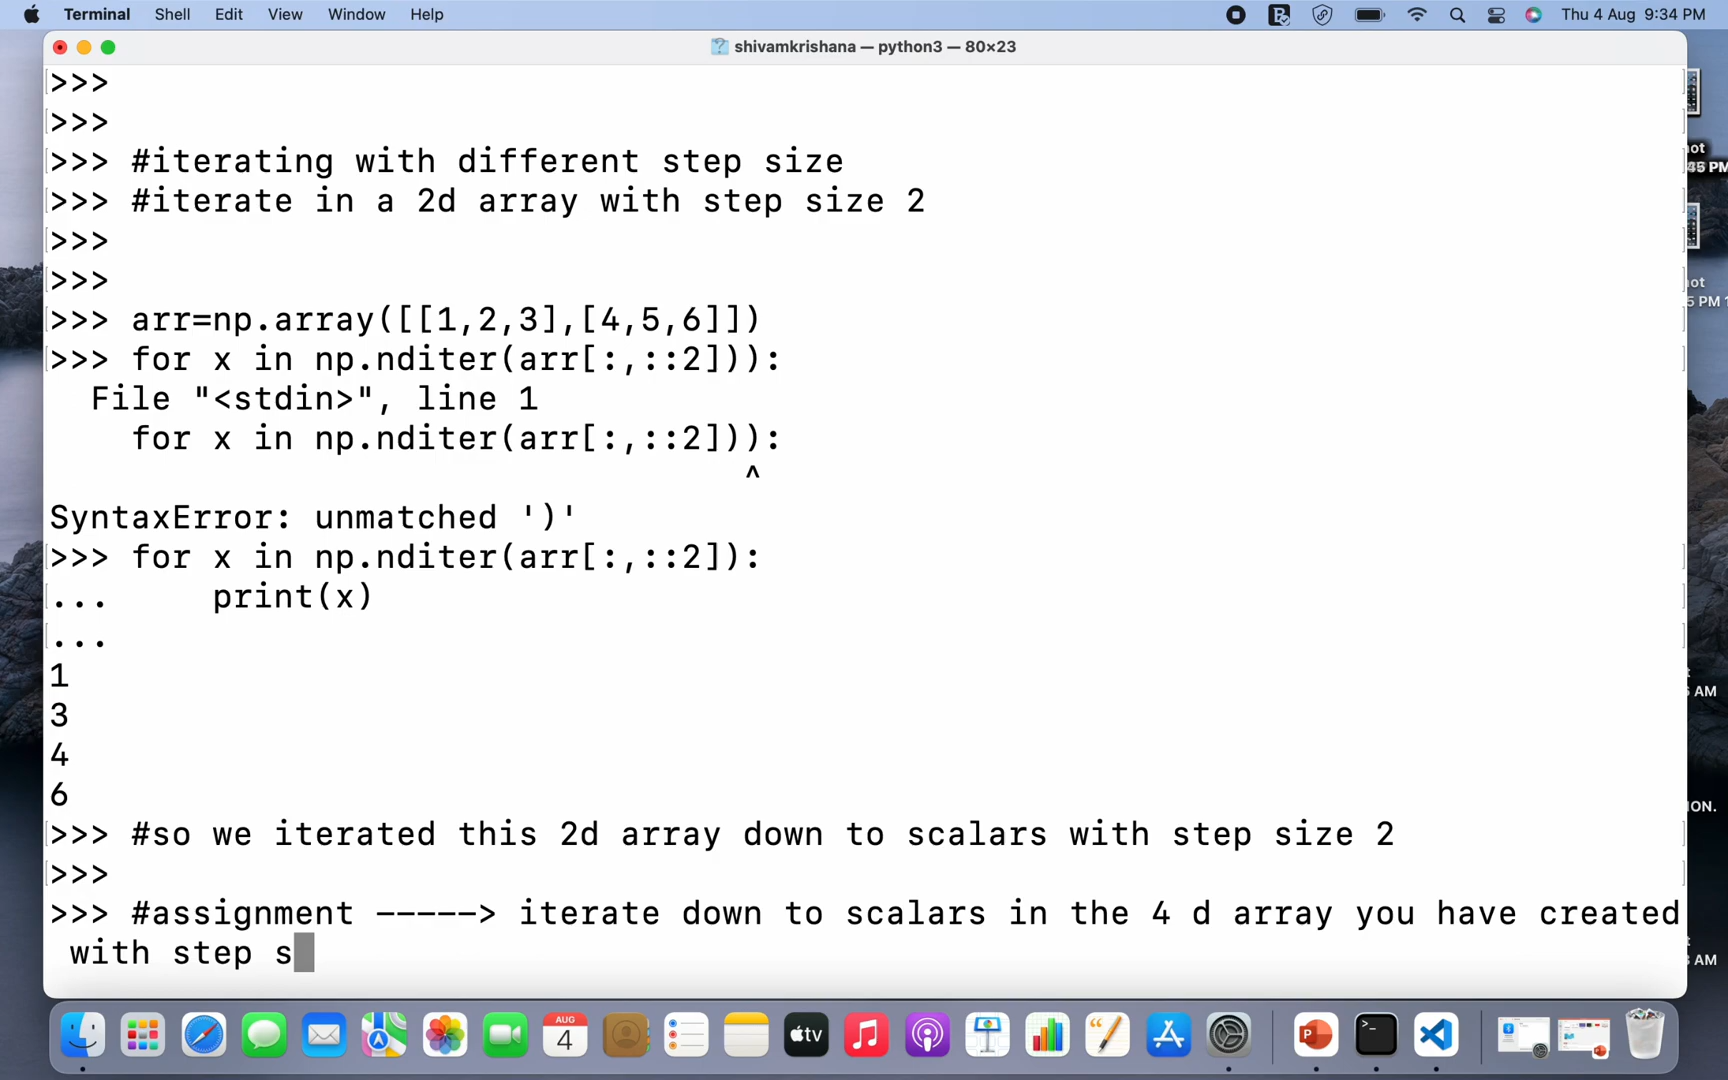 Terminal Shell Edit View Window Help Thu 4 Aug 9:34 PM
shivamkrishana — python3 — 80×23
>>>
>>>
>>> #iterating with different step size
>>> #iterate in a 2d array with step size 2
>>>
>>>
>>> arr=np.array([[1,2,3],[4,5,6]])
>>> for x in np.nditer(arr[:,::2])):
File "<stdin>", line 1
for x in np.nditer(arr[:,::2])):
^
SyntaxError: unmatched ')'
>>> for x in np.nditer(arr[:,::2]):
... print(x)
...
1
3
4
6
>>> #so we iterated this 2d array down to scalars with step size 2
>>>
>>> #assignment -----> iterate down to scalars in the 4 d array you have created
with step s
AUG
4
tv